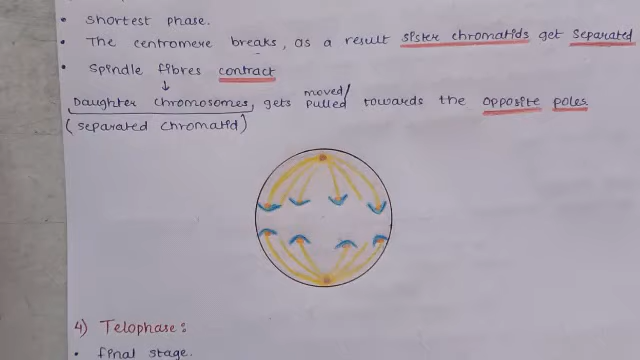 • Shortest phase.
• The centromere breaks, as a result sister chromatids get separated
• Spindle fibres contract
↓ moved/
Daughter chromosomes, gets pulled towards the opposite poles
(separated chromatid)
4) Telophase:
• final stage.